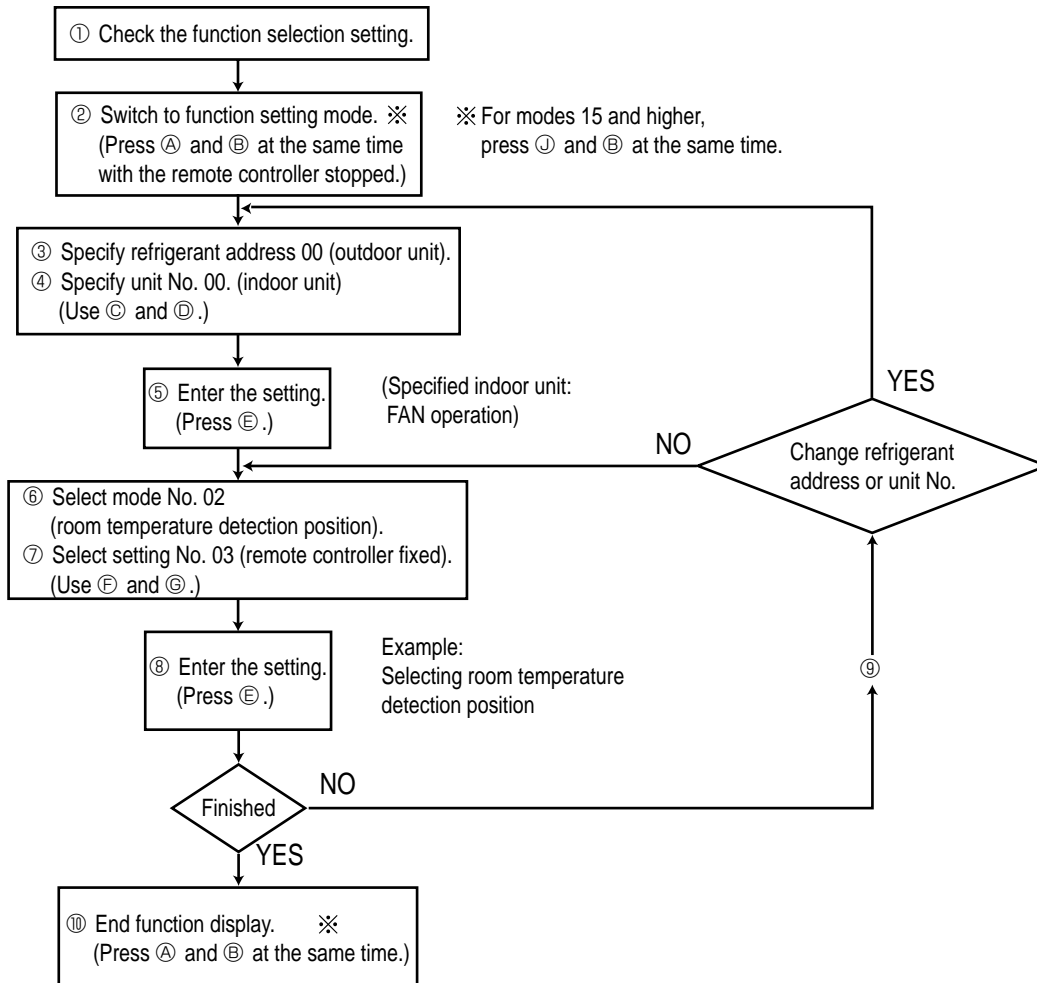 ① Check the function selection setting.
② Switch to function setting mode. ※
(Press Ⓐ and Ⓑ at the same time
with the remote controller stopped.)
※ For modes 15 and higher,
press Ⓙ and Ⓑ at the same time.
③ Specify refrigerant address 00 (outdoor unit).
④ Specify unit No. 00. (indoor unit)
(Use Ⓒ and Ⓓ.)
⑤ Enter the setting.
(Press Ⓔ.)
(Specified indoor unit:
FAN operation)
YES
NO
Change refrigerant
address or unit No.
⑥ Select mode No. 02
(room temperature detection position).
⑦ Select setting No. 03 (remote controller fixed).
(Use Ⓕ and Ⓖ.)
⑧ Enter the setting.
(Press Ⓔ.)
Example:
Selecting room temperature
detection position
⑨
Finished
NO
YES
⑩ End function display. ※
(Press Ⓐ and Ⓑ at the same time.)